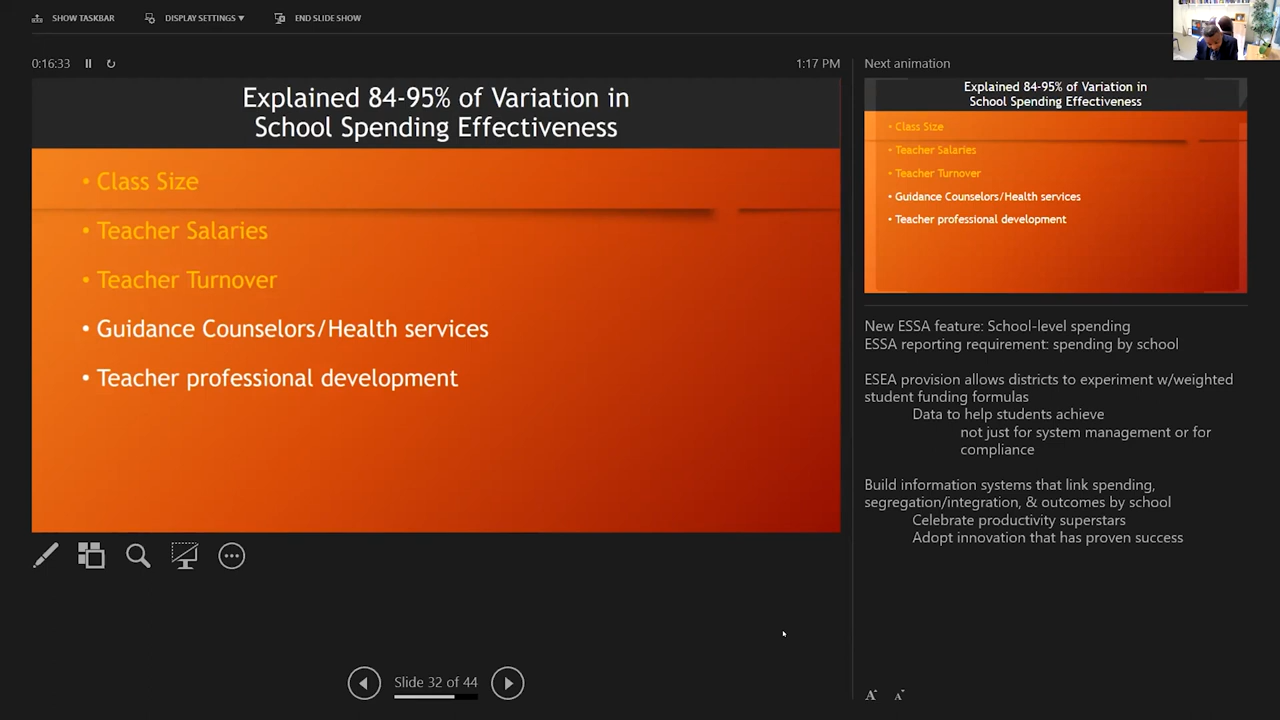 SHOW TASKBAR
DISPLAY SETTINGS ▼
END SLIDE SHOW
0:16:33
1:17 PM
Explained 84-95% of Variation in
School Spending Effectiveness
• Class Size
• Teacher Salaries
• Teacher Turnover
• Guidance Counselors/Health services
• Teacher professional development
Slide 32 of 44
Next animation
Explained 84-95% of Variation in
School Spending Effectiveness
• Class Size
• Teacher Salaries
• Teacher Turnover
• Guidance Counselors/Health services
• Teacher professional development
New ESSA feature: School-level spending
ESSA reporting requirement: spending by school
ESEA provision allows districts to experiment w/weighted
student funding formulas
Data to help students achieve
not just for system management or for
compliance
Build information systems that link spending,
segregation/integration, & outcomes by school
Celebrate productivity superstars
Adopt innovation that has proven success
A A